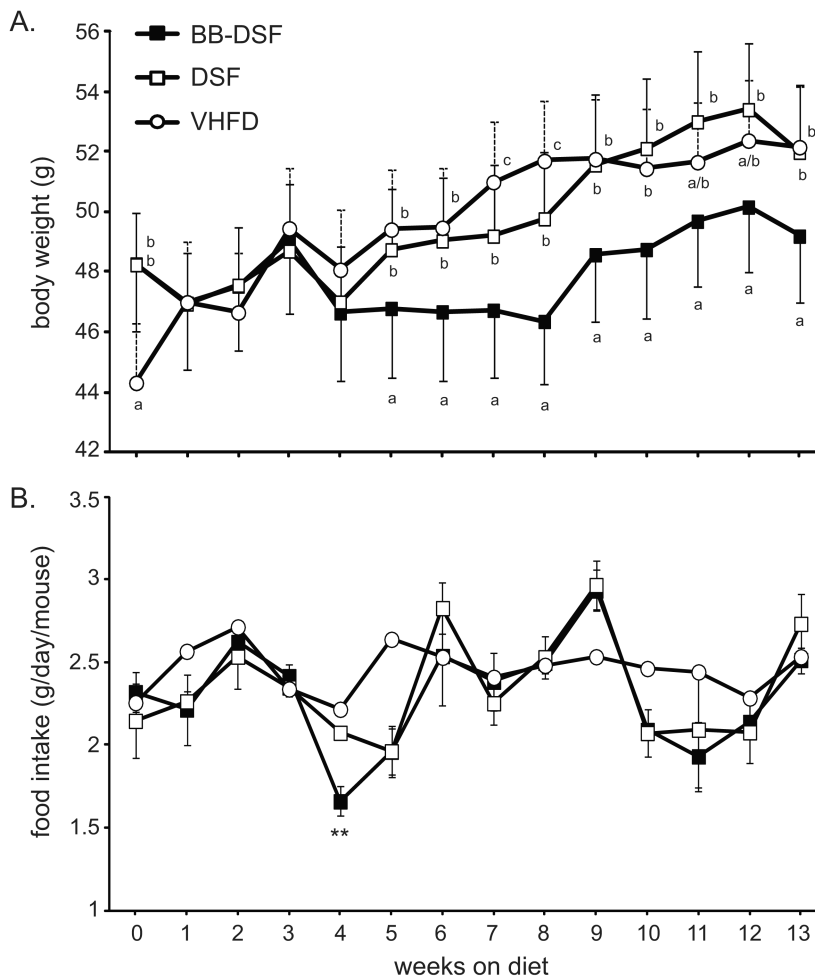 A.
56
54
52
50
48
46
44
42
body weight (g)
BB-DSF
DSF
VHFD
b
b
a
b
b
a
b
b
a
c
b
a
c
b
a
b
b
a
b
b
a
b
a/b
a
b
a/b
a
b
b
a
B.
3.5
3
2.5
2
1.5
1
food intake (g/day/mouse)
**
0 1 2 3 4 5 6 7 8 9 10 11 12 13
weeks on diet